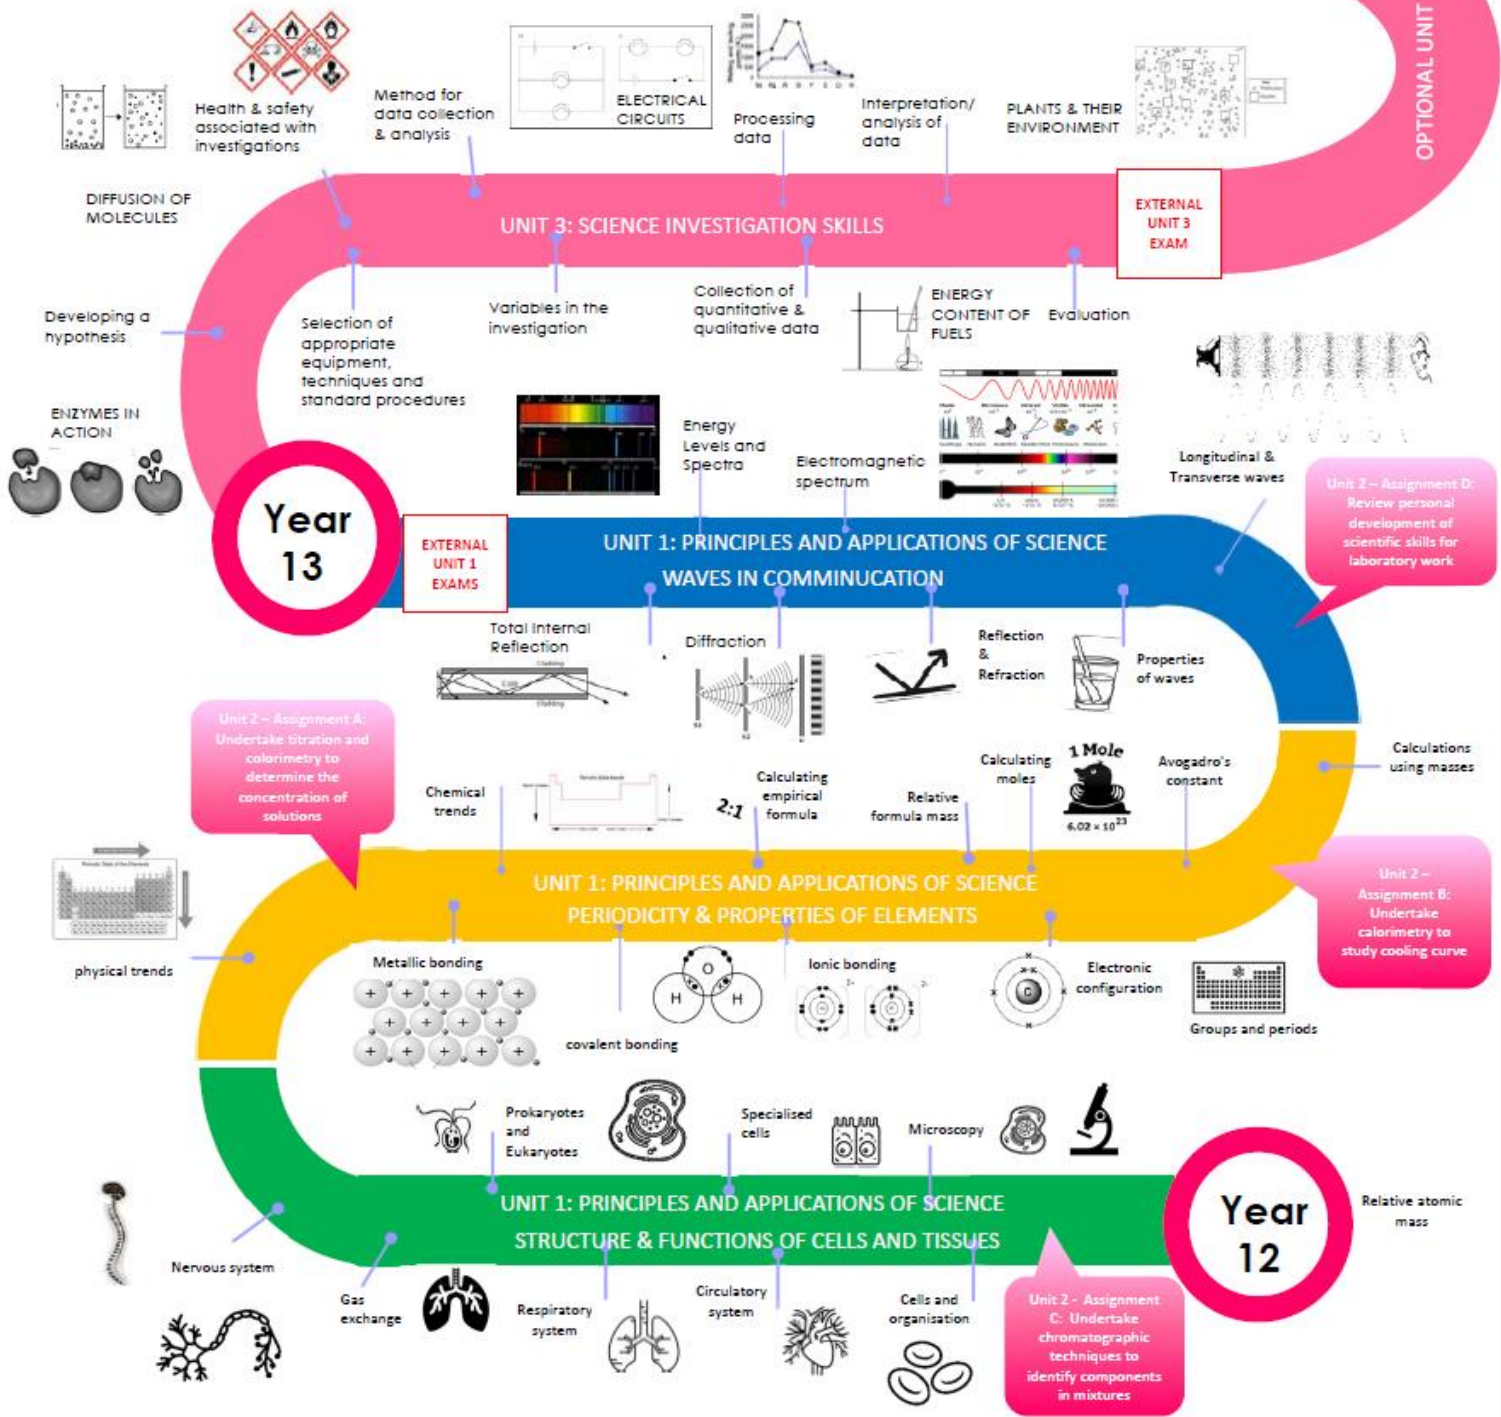 OPTIONAL UNIT
Health & safety
associated with
investigations
Method for
data collection
& analysis
ELECTRICAL
CIRCUITS
Processing
data
Interpretation/
analysis of
data
PLANTS & THEIR
ENVIRONMENT
DIFFUSION OF
MOLECULES
UNIT 3: SCIENCE INVESTIGATION SKILLS
EXTERNAL
UNIT 3
EXAM
Developing a
hypothesis
Selection of
appropriate
equipment,
techniques and
standard procedures
Variables in the
investigation
Collection of
quantitative &
qualitative data
ENERGY
CONTENT OF
FUELS
Evaluation
ENZYMES IN
ACTION
Energy
Levels and
Spectra
Electromagnetic
spectrum
Longitudinal &
Transverse waves
Unit 2 – Assignment D:
Review personal
development of
scientific skills for
laboratory work
Year
13
EXTERNAL
UNIT 1
EXAMS
UNIT 1: PRINCIPLES AND APPLICATIONS OF SCIENCE
WAVES IN COMMINUCATION
Total Internal
Reflection
Cladding
Core
Cladding
Diffraction
Reflection
&
Refraction
Properties
of waves
Unit 2 – Assignment A:
Undertake titration and
colorimetry to
determine the
concentration of
solutions
Chemical
trends
2:1
Calculating
empirical
formula
Relative
formula mass
Calculating
moles
1 Mole
6.02 x 10²³
Avogadro's
constant
Calculations
using masses
UNIT 1: PRINCIPLES AND APPLICATIONS OF SCIENCE
PERIODICITY & PROPERTIES OF ELEMENTS
Unit 2 –
Assignment B:
Undertake
calorimetry to
study cooling curve
physical trends
Metallic bonding
covalent bonding
O
H H
Ionic bonding
C
Electronic
configuration
Groups and periods
Prokaryotes
and
Eukaryotes
Specialised
cells
Microscopy
UNIT 1: PRINCIPLES AND APPLICATIONS OF SCIENCE
STRUCTURE & FUNCTIONS OF CELLS AND TISSUES
Year
12
Relative atomic
mass
Nervous system
Gas
exchange
Respiratory
system
Circulatory
system
Cells and
organisation
Unit 2 - Assignment
C: Undertake
chromatographic
techniques to
identify components
in mixtures